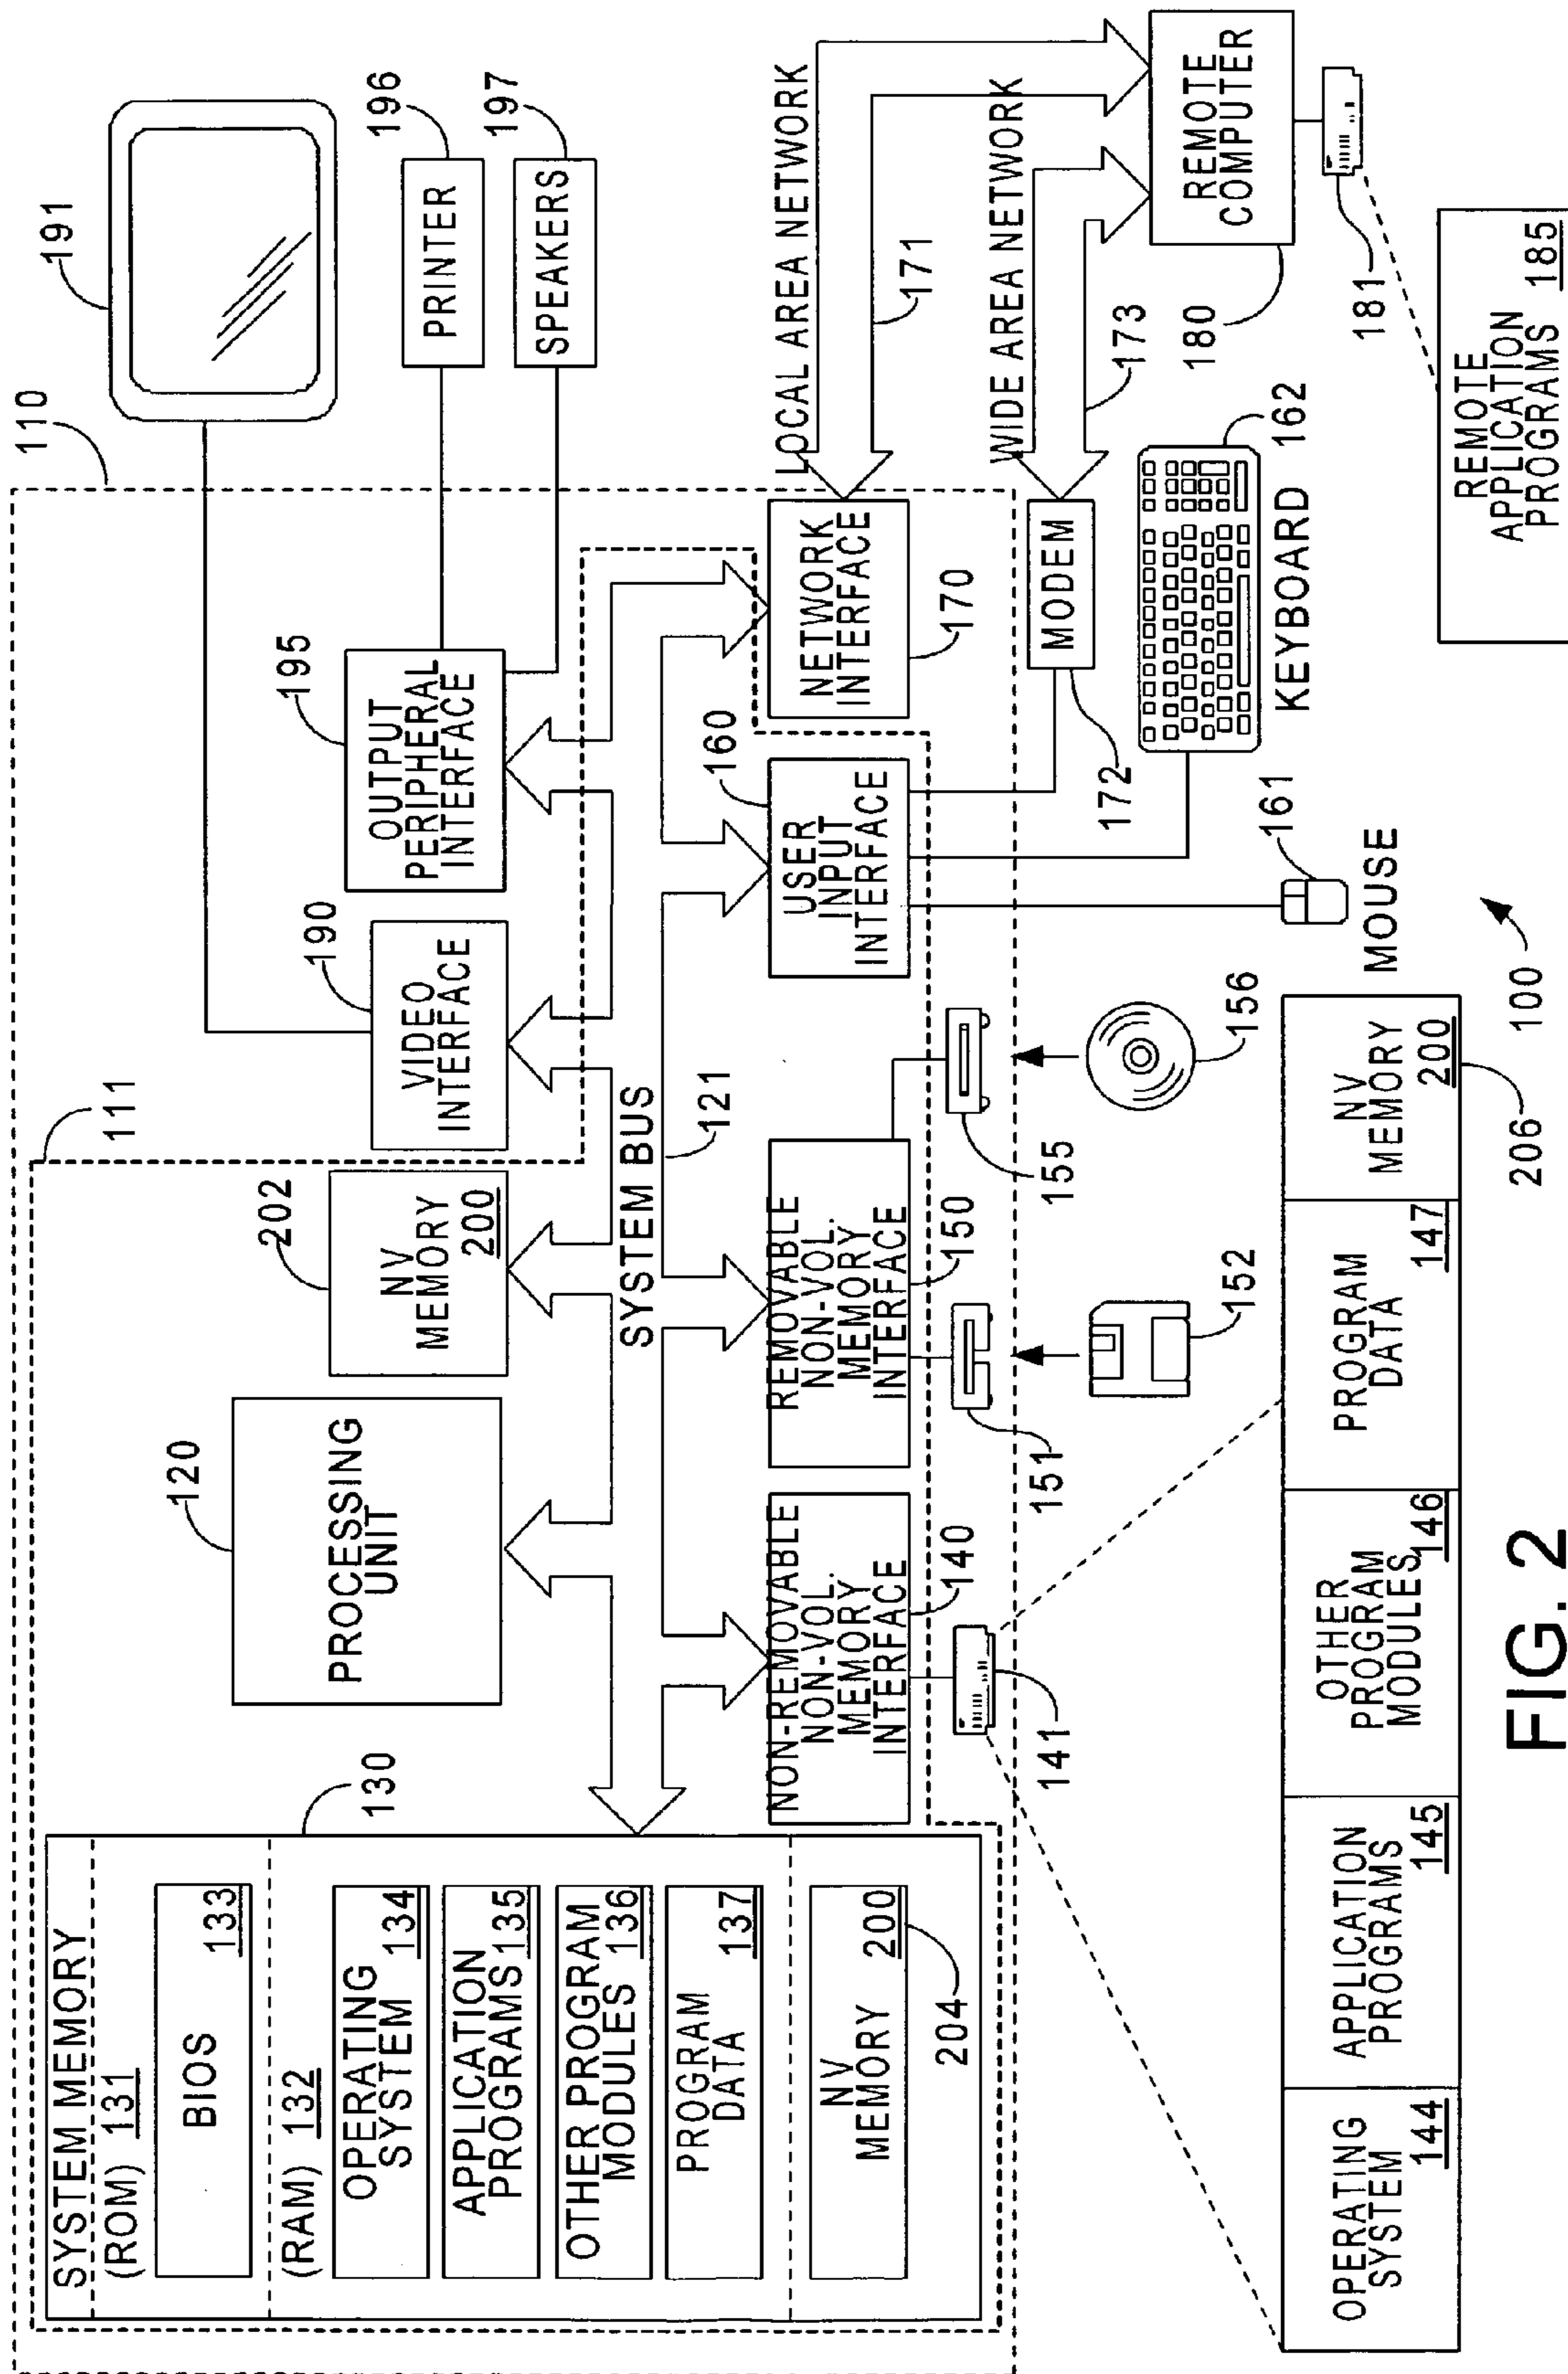 110
111
191
SYSTEM MEMORY
(ROM) 131
BIOS
133
(RAM) 132
OPERATING
SYSTEM 134
APPLICATION
PROGRAMS 135
OTHER PROGRAM
MODULES 136
PROGRAM
DATA
137
NV
MEMORY 200
204
130
120
PROCESSING
UNIT
202
NV
MEMORY
200
190
VIDEO
INTERFACE
195
OUTPUT
PERIPHERAL
INTERFACE
PRINTER
196
SPEAKERS
197
SYSTEM BUS
121
NON-REMOVABLE
NON-VOL.
MEMORY
INTERFACE
140
REMOVABLE
NON-VOL.
MEMORY
INTERFACE
150
160
USER
INPUT
INTERFACE
NETWORK
INTERFACE
170
LOCAL AREA NETWORK
171
WIDE AREA NETWORK
173
MODEM
172
141
151
152
155
156
161
MOUSE
KEYBOARD
162
REMOTE
COMPUTER
180
181
REMOTE
APPLICATION
PROGRAMS 185
OPERATING
SYSTEM
144
APPLICATION
PROGRAMS
145
OTHER
PROGRAM
MODULES 146
PROGRAM
DATA
147
NV
MEMORY
200
206
100
FIG. 2